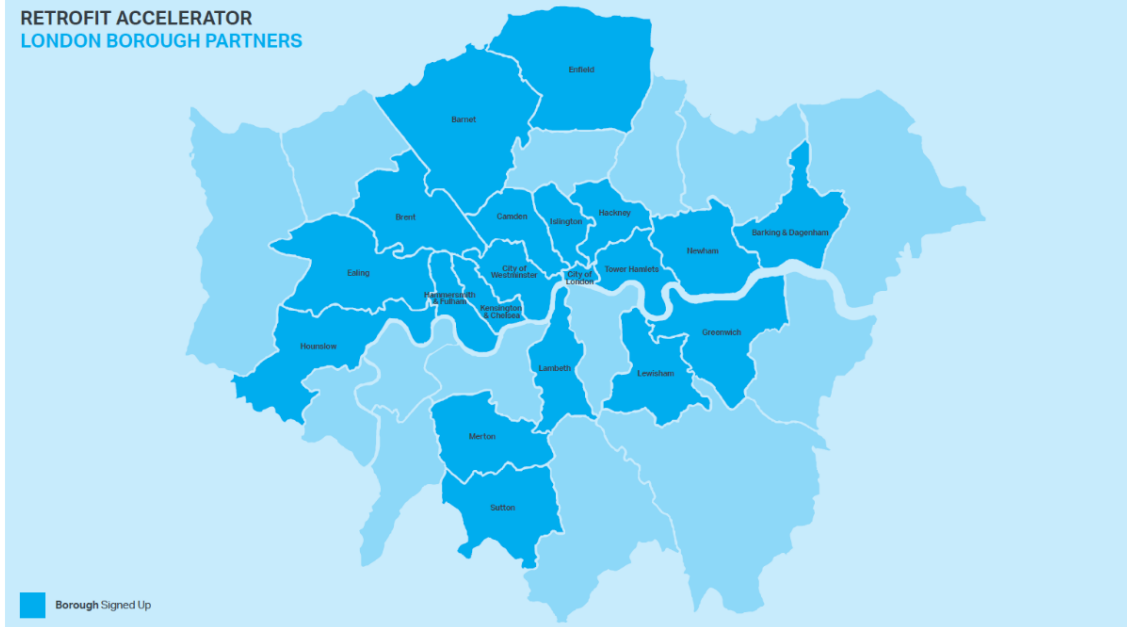 RETROFIT ACCELERATOR
LONDON BOROUGH PARTNERS
Enfield
Barnet
Brent
Camden
Islington
Hackney
Newham
Barking & Dagenham
Ealing
City of
Westminster
City of
London
Tower Hamlets
Hammersmith
& Fulham
Kensington
& Chelsea
Hounslow
Greenwich
Lambeth
Lewisham
Merton
Sutton
Borough Signed Up